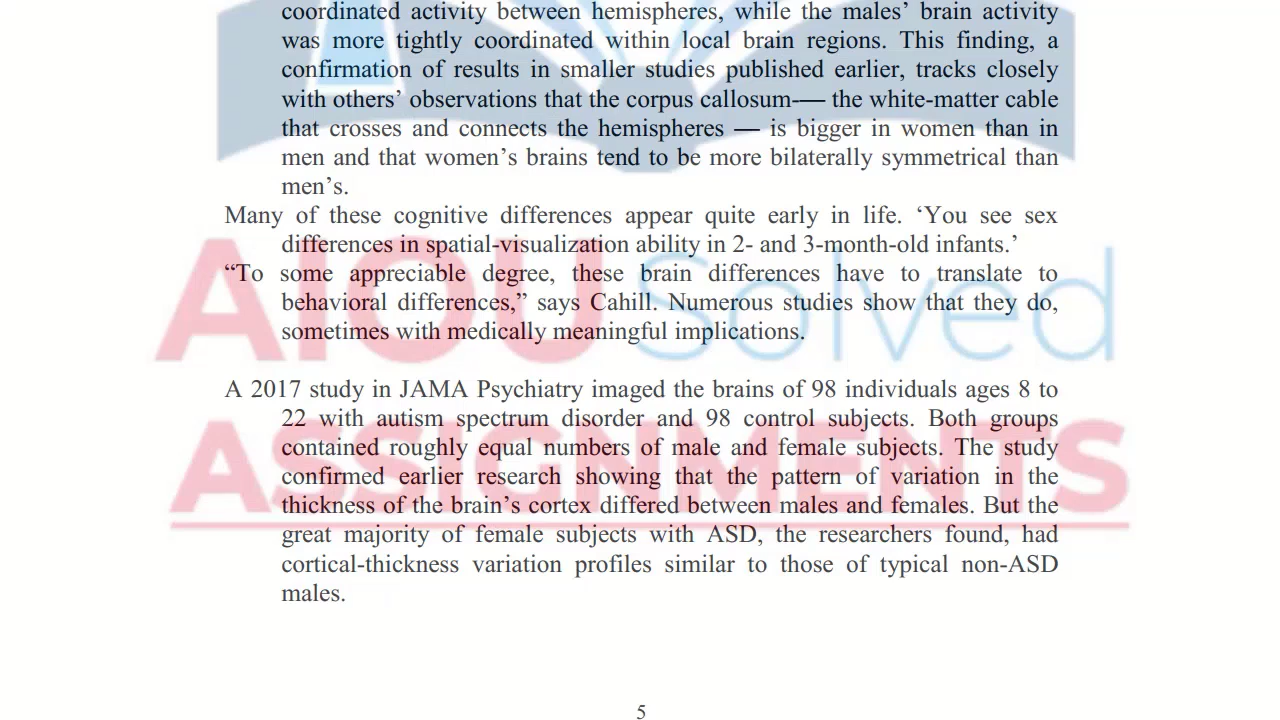 coordinated activity between hemispheres, while the males’ brain activity
was more tightly coordinated within local brain regions. This finding, a
confirmation of results in smaller studies published earlier, tracks closely
with others’ observations that the corpus callosum-— the white-matter cable
that crosses and connects the hemispheres — is bigger in women than in
men and that women’s brains tend to be more bilaterally symmetrical than
men’s.
Many of these cognitive differences appear quite early in life. ‘You see sex
differences in spatial-visualization ability in 2- and 3-month-old infants.’
“To some appreciable degree, these brain differences have to translate to
behavioral differences,” says Cahill. Numerous studies show that they do,
sometimes with medically meaningful implications.
AIOU Solved
A 2017 study in JAMA Psychiatry imaged the brains of 98 individuals ages 8 to
22 with autism spectrum disorder and 98 control subjects. Both groups
contained roughly equal numbers of male and female subjects. The study
confirmed earlier research showing that the pattern of variation in the
thickness of the brain’s cortex differed between males and females. But the
great majority of female subjects with ASD, the researchers found, had
cortical-thickness variation profiles similar to those of typical non-ASD
males.
ASSIGNMENTS
5